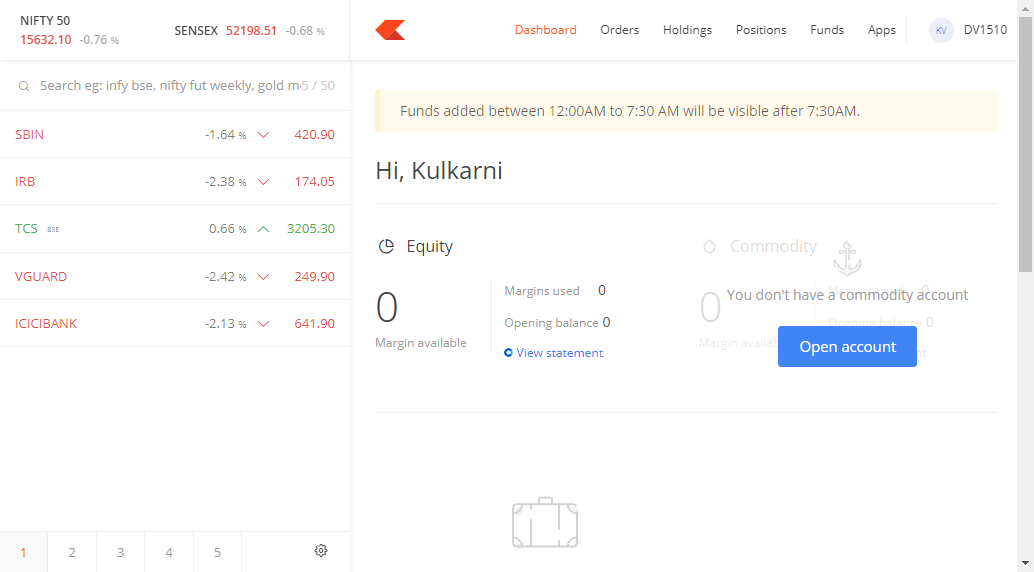 NIFTY 50
15632.10 -0.76 %
SENSEX 52198.51 -0.68 %
Dashboard Orders Holdings Positions Funds Apps KV DV1510
Search eg: infy bse, nifty fut weekly, gold m 5 / 50
SBIN -1.64 % 420.90
IRB -2.38 % 174.05
TCS BSE 0.66 % 3205.30
VGUARD -2.42 % 249.90
ICICIBANK -2.13 % 641.90
1 2 3 4 5
Funds added between 12:00AM to 7:30 AM will be visible after 7:30AM.
Hi, Kulkarni
Equity
0
Margin available
Margins used 0
Opening balance 0
View statement
Commodity
0
Margin availab
Margins used 0
Opening balance 0
You don't have a commodity account
Open account